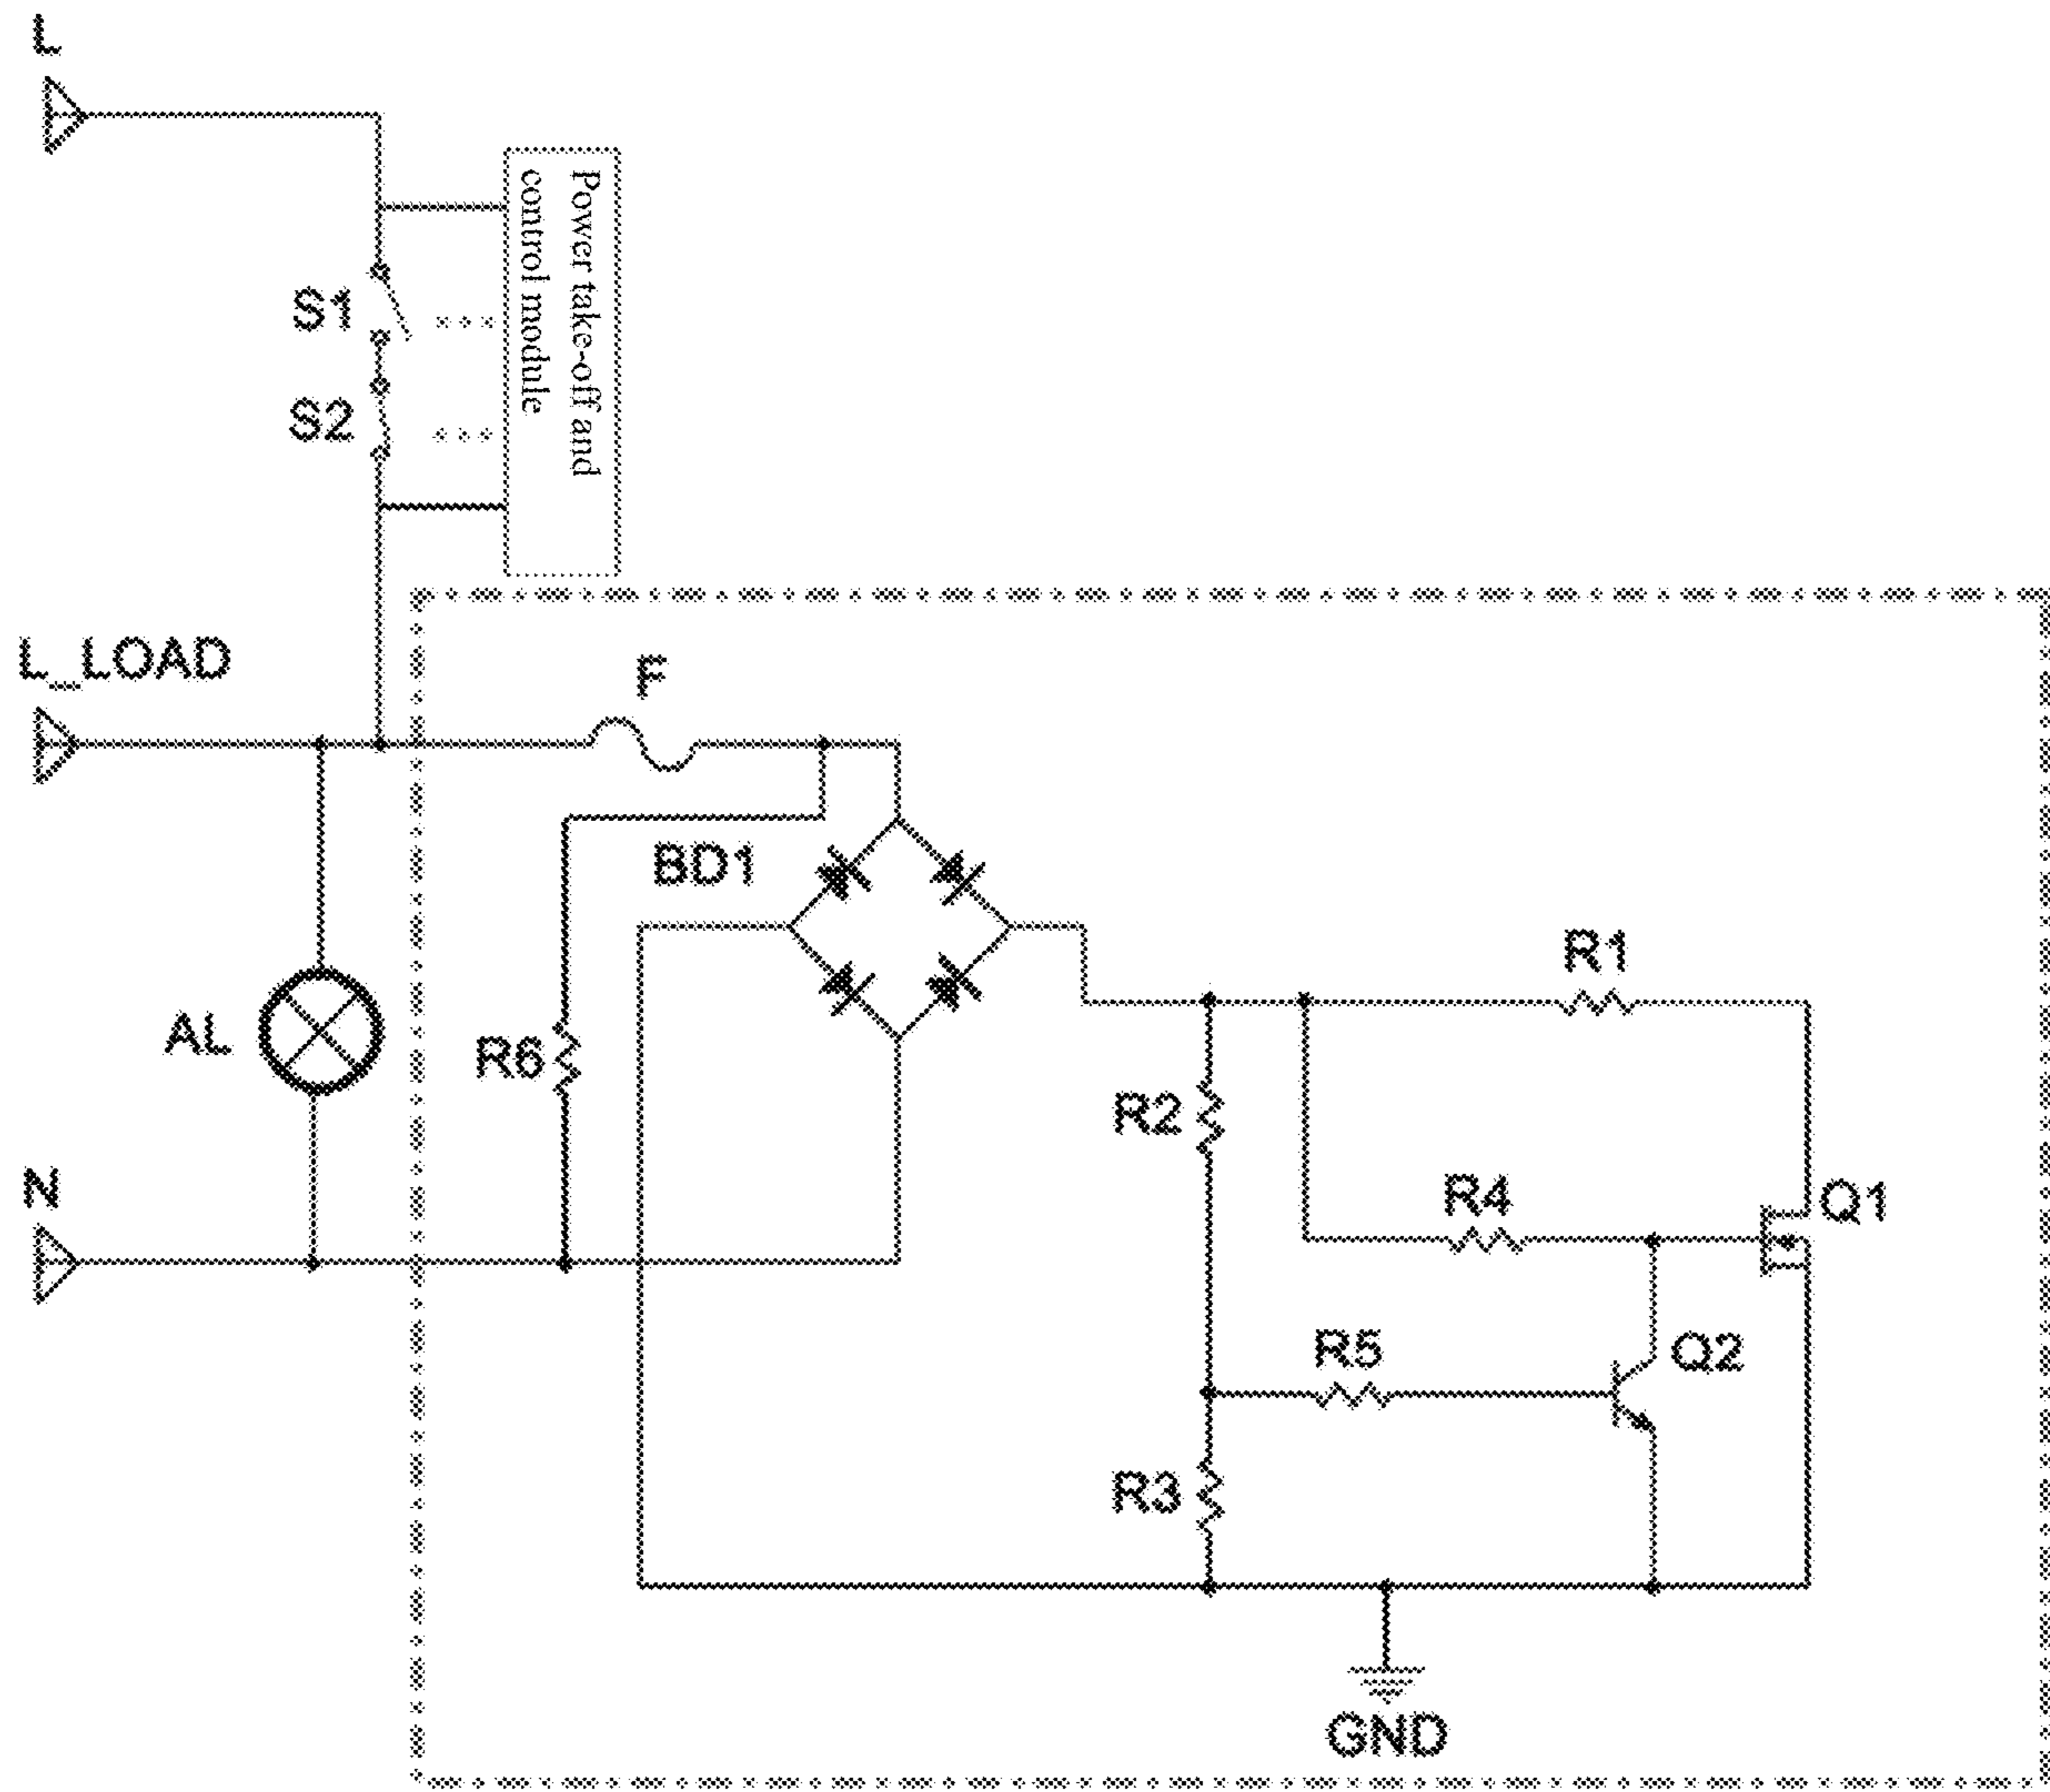 L
Power take-off and
control module
S1
S2
L_LOAD
F
BD1
R1
AL
R6
R2
N
R4
Q1
R5
Q2
R3
GND